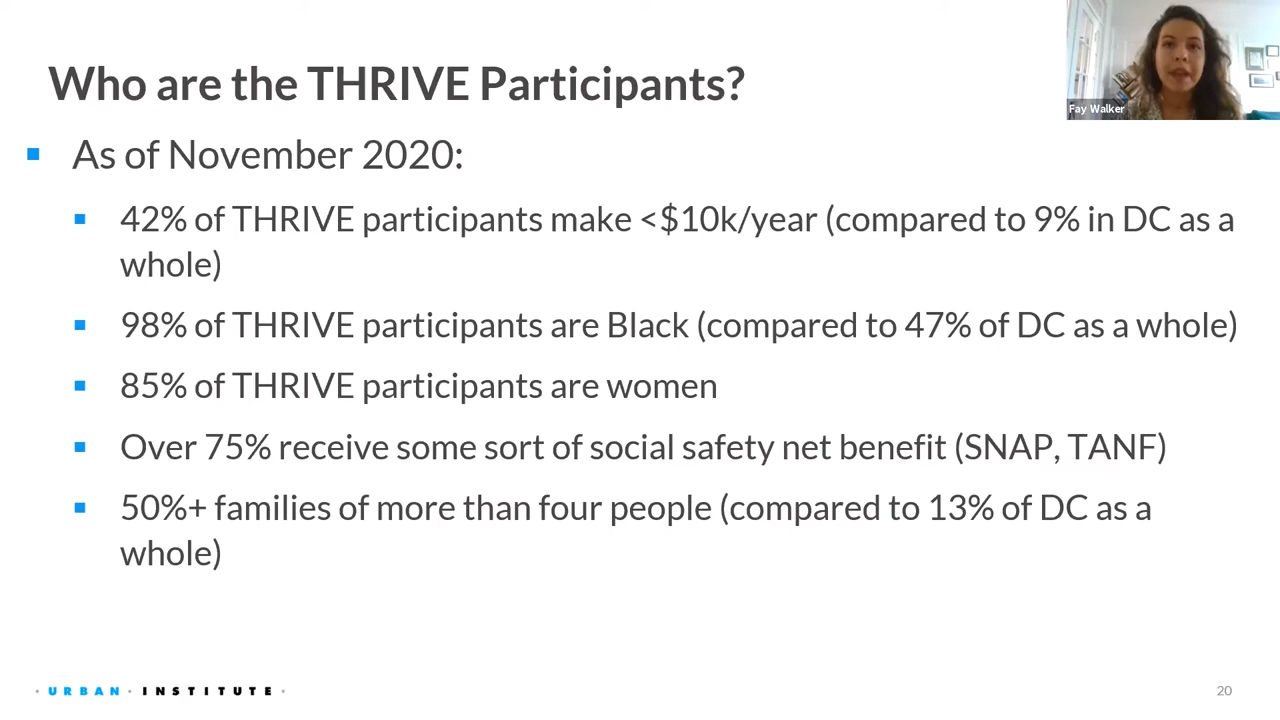 Fay Walker
Who are the THRIVE Participants?
As of November 2020:
42% of THRIVE participants make <$10k/year (compared to 9% in DC as a
whole)
98% of THRIVE participants are Black (compared to 47% of DC as a whole)
85% of THRIVE participants are women
Over 75% receive some sort of social safety net benefit (SNAP, TANF)
50%+ families of more than four people (compared to 13% of DC as a
whole)
· URBAN · INSTITUTE ·
20